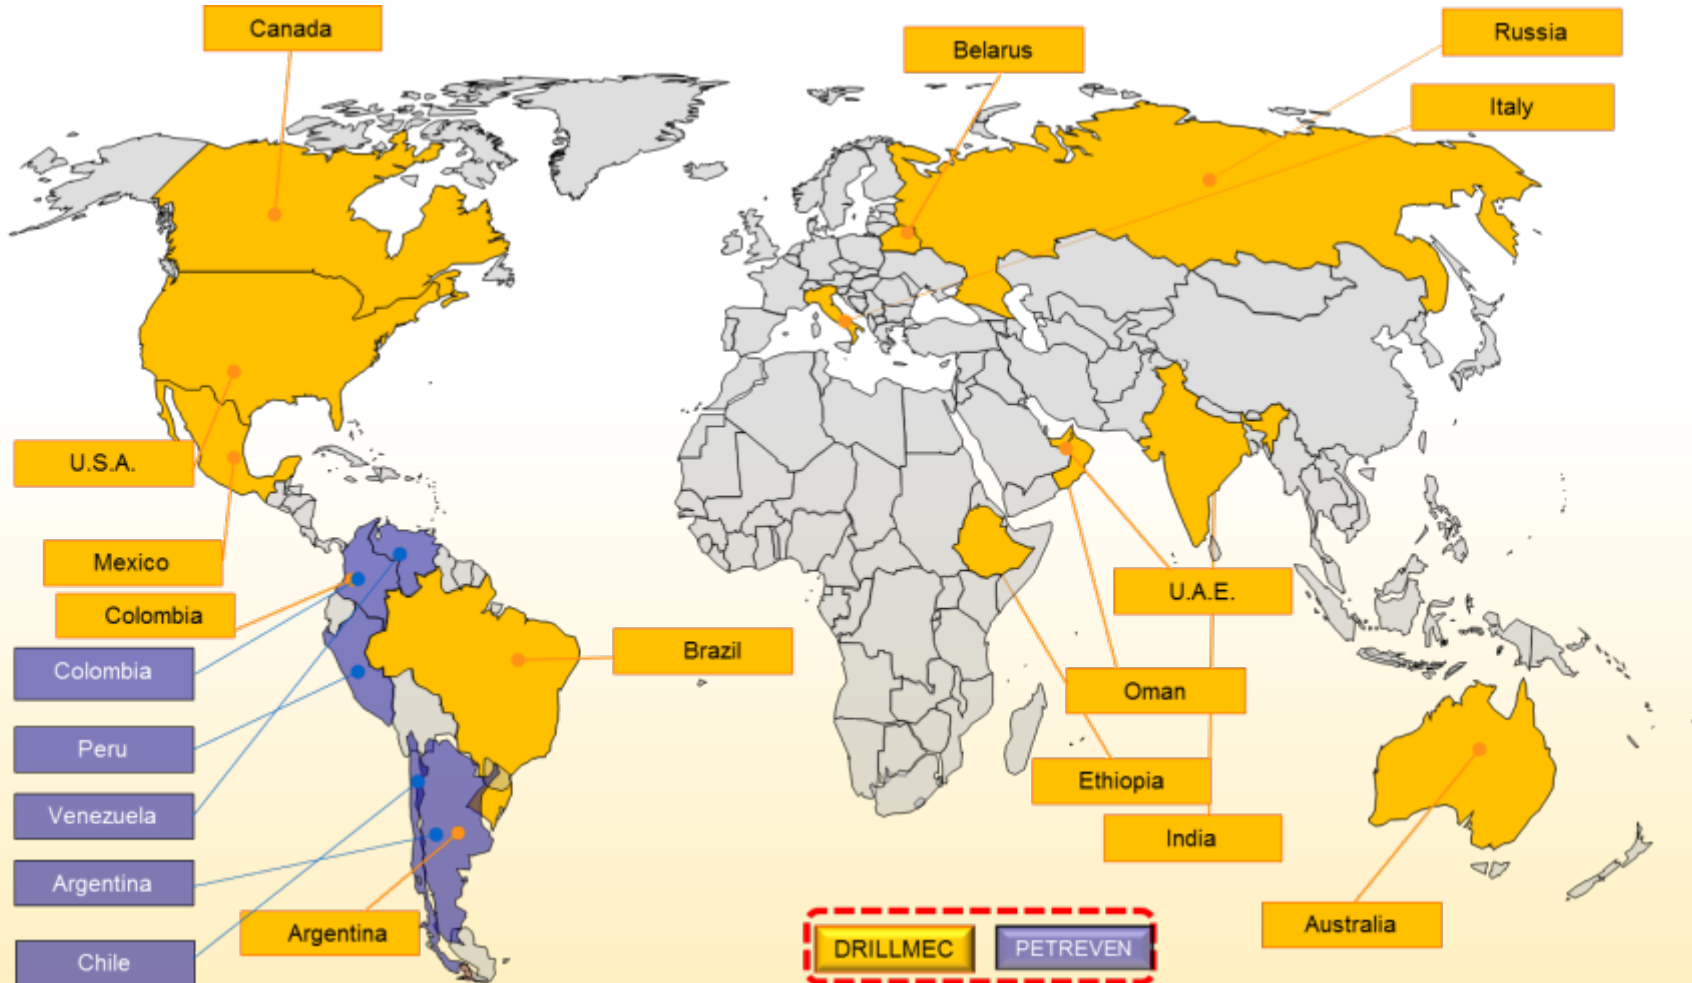 Canada
Belarus
Russia
Italy
U.S.A.
Mexico
Colombia
Colombia
Peru
Venezuela
Argentina
Chile
Argentina
Brazil
U.A.E.
Oman
Ethiopia
India
Australia
DRILLMEC
PETREVEN